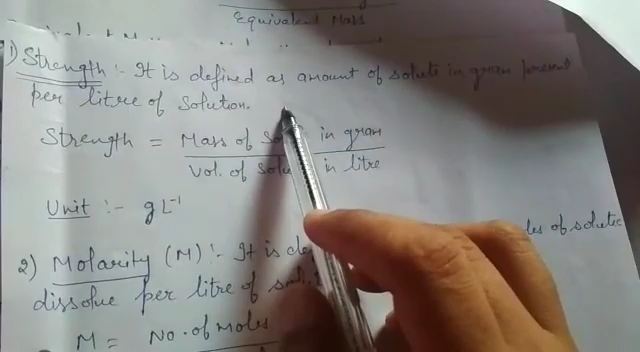 Equivalent Mass
1) Strength :- It is defined as amount of solute in gram present
per litre of Solution.
Strength = Mass of in gram
Vol. of in litre
Unit :- g L⁻¹
2) Molarity (M) :- It is of solute
dissolve per litre of
M = No. of Moles